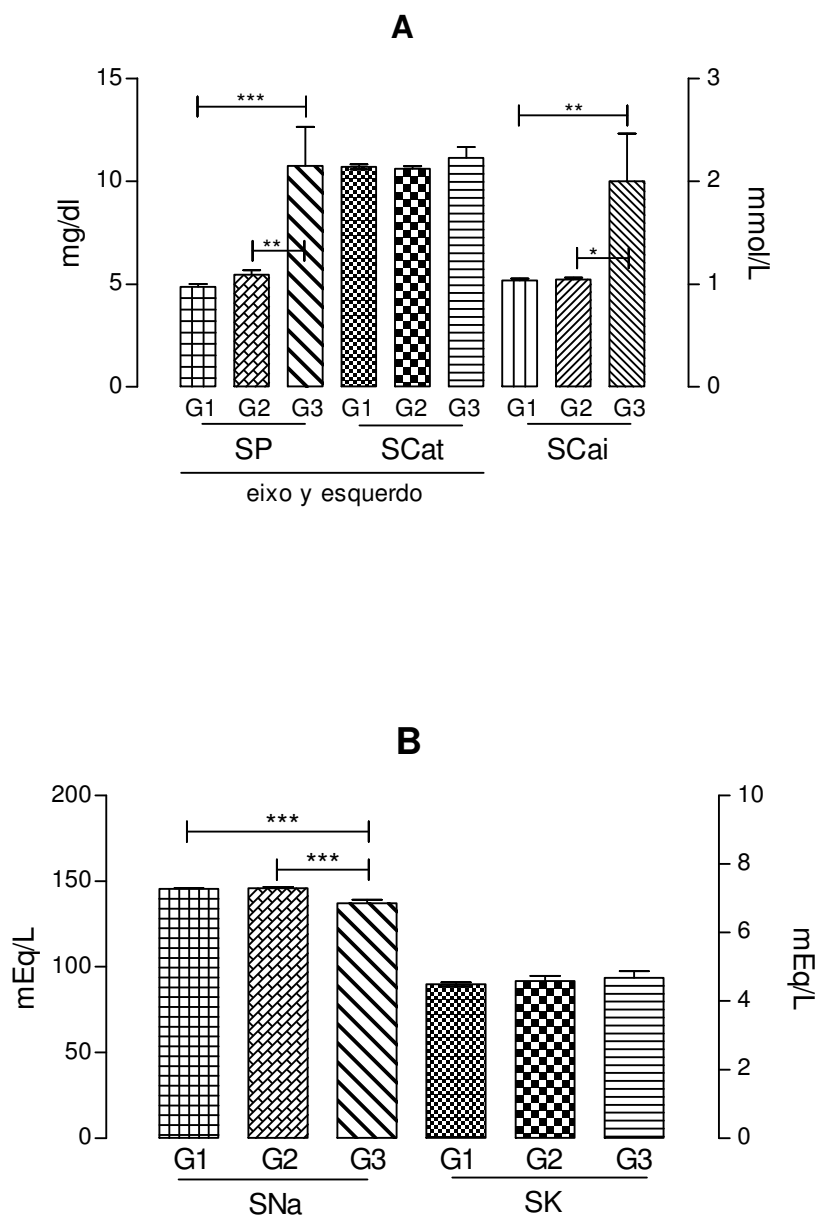 A
15
10
5
0
mg/dl
3
2
1
0
mmol/L
***
**
**
*
G1 G2 G3 G1 G2 G3 G1 G2 G3
SP SCat SCai
eixo y esquerdo
B
200
150
100
50
0
mEq/L
10
8
6
4
2
0
mEq/L
***
***
G1 G2 G3 G1 G2 G3
SNa SK